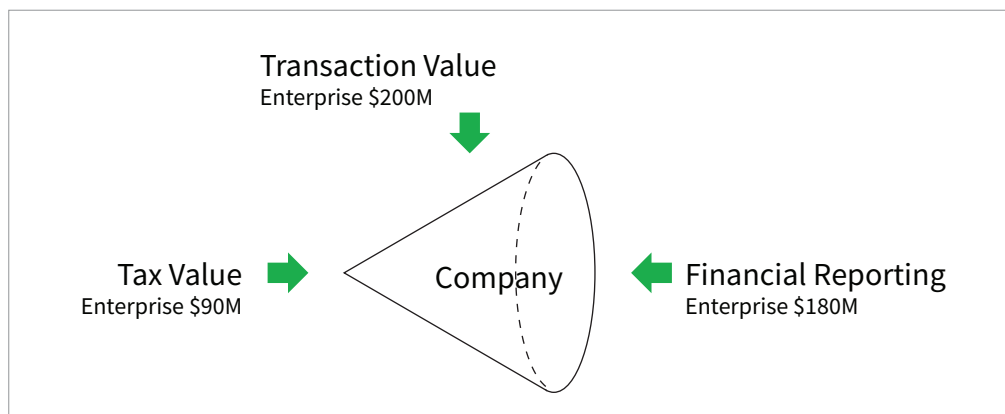 Transaction Value
Enterprise $200M
Tax Value
Enterprise $90M
Company
Financial Reporting
Enterprise $180M